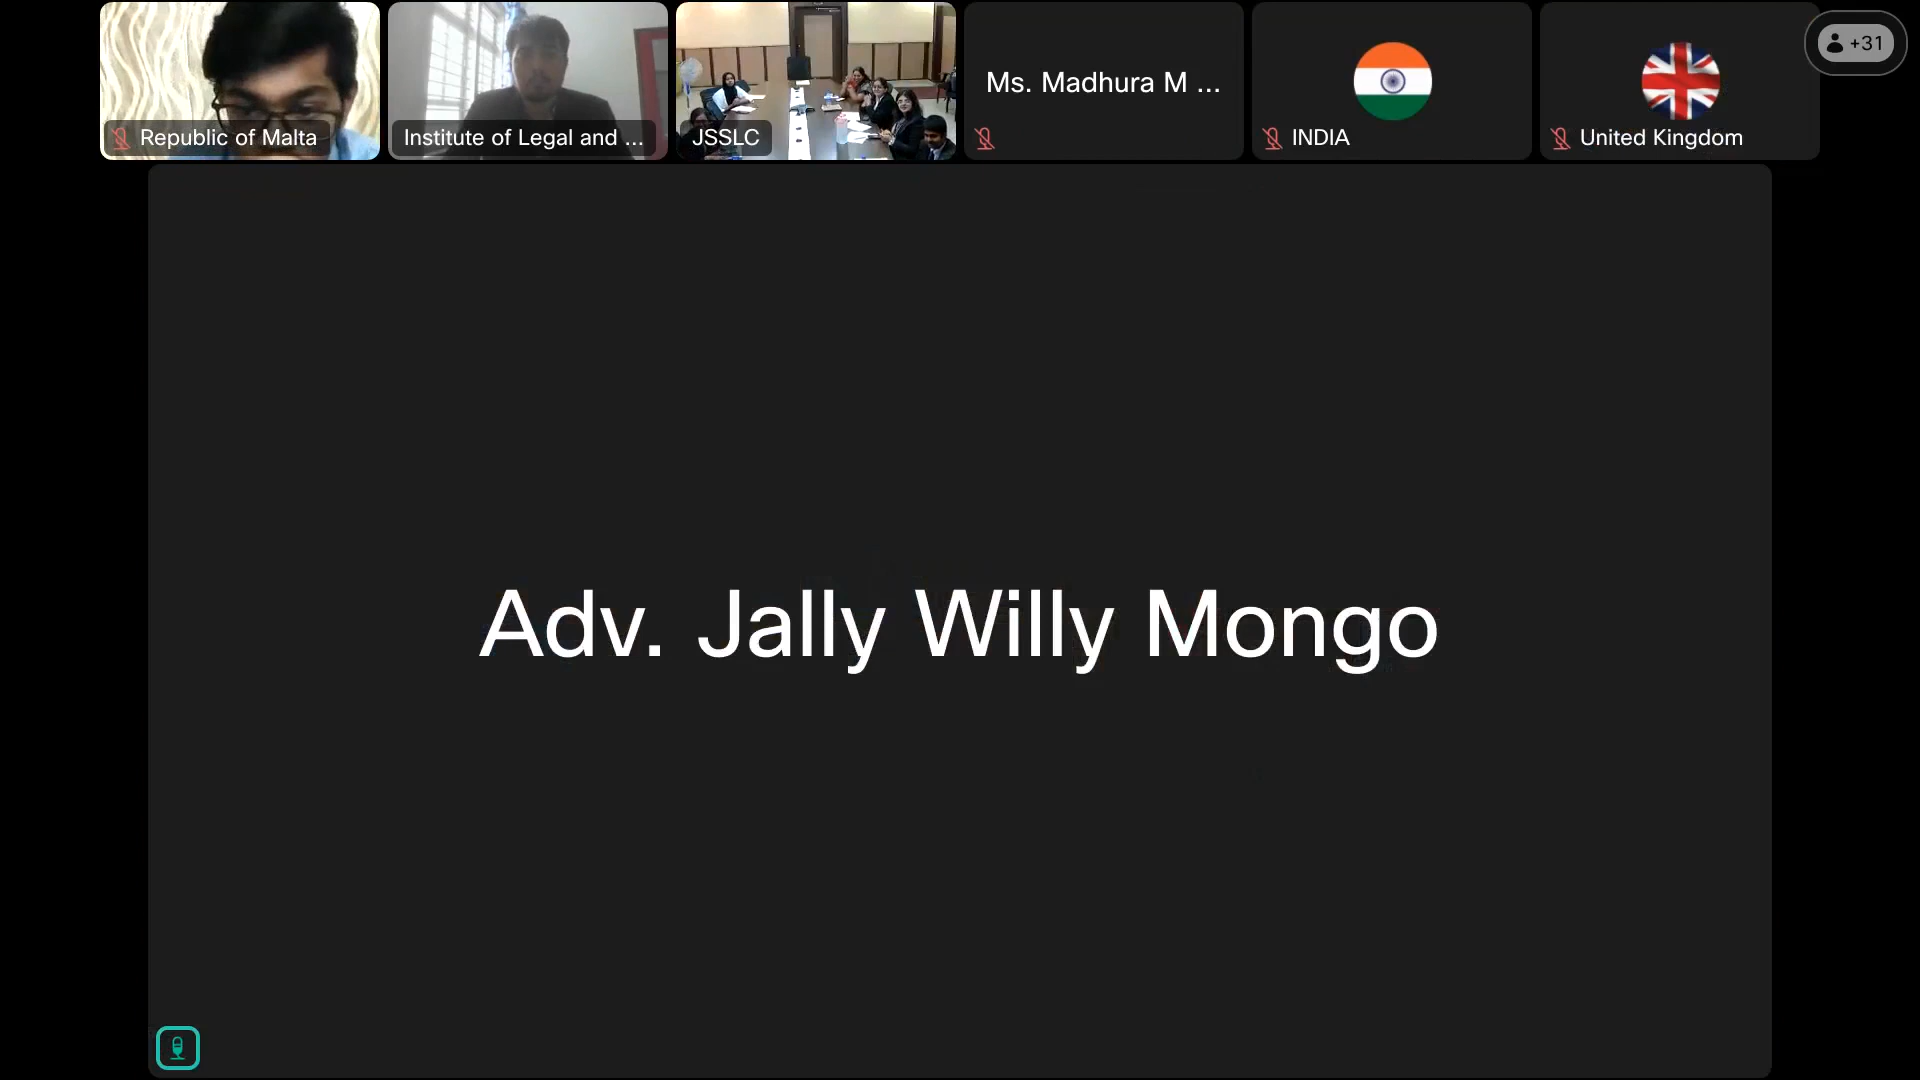 Republic of Malta
Institute of Legal and ...
JSSLC
Ms. Madhura M ...
INDIA
United Kingdom
+31
Adv. Jally Willy Mongo